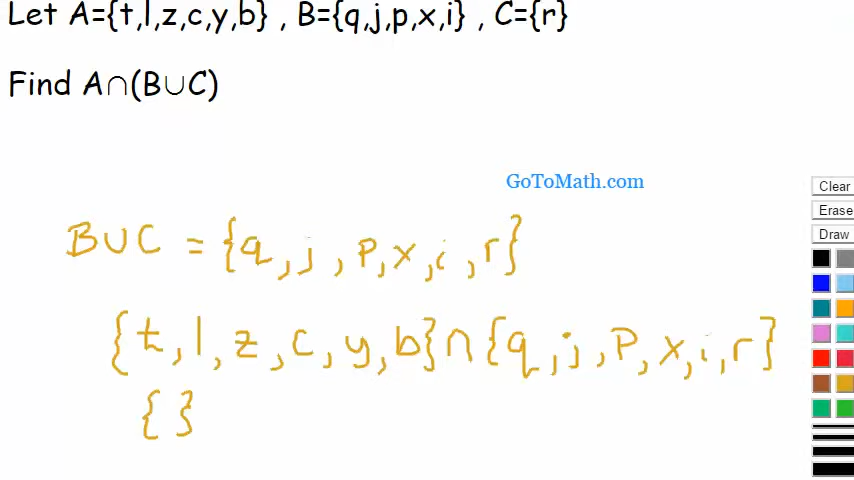 Let A={t,l,z,c,y,b} , B={q,j,p,x,i} , C={r}
Find A∩(B∪C)
GoToMath.com
Clear
Erase
Draw
B∪C = {q,j,p,x,i,r}
{t,l,z,c,y,b}∩{q,j,p,x,i,r}
{ }